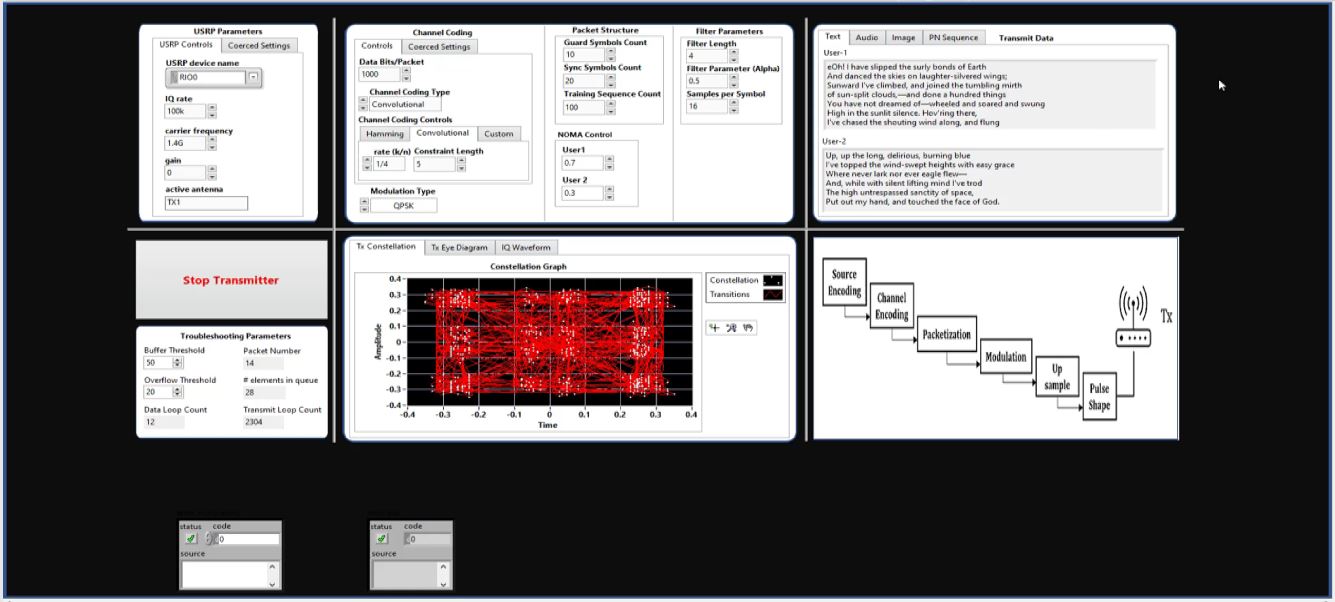 USRP Parameters
USRP Controls
Coerced Settings
USRP device name
RIO0
IQ rate
100k
carrier frequency
1.4G
gain
0
active antenna
TX1
Channel Coding
Controls
Coerced Settings
Data Bits/Packet
1000
Channel Coding Type
Convolutional
Channel Coding Controls
Hamming
Convolutional
Custom
rate (k/n)
Constraint Length
1/4
5
Modulation Type
QPSK
Packet Structure
Guard Symbols Count
10
Sync Symbols Count
20
Training Sequence Count
100
NOMA Control
User1
0.7
User 2
0.3
Filter Parameters
Filter Length
4
Filter Parameter (Alpha)
0.5
Samples per Symbol
16
Text
Audio
Image
PN Sequence
Transmit Data
User-1
eOh! I have slipped the surly bonds of Earth
And danced the skies on laughter-silvered wings;
Sunward I've climbed, and joined the tumbling mirth
of sun-split clouds,—and done a hundred things
You have not dreamed of—wheeled and soared and swung
High in the sunlit silence. Hov'ring there,
I've chased the shouting wind along, and flung
User-2
Up, up the long, delirious, burning blue
I've topped the wind-swept heights with easy grace
Where never lark nor ever eagle flew—
And, while with silent lifting mind I've trod
The high untrespassed sanctity of space,
Put out my hand, and touched the face of God.
Stop Transmitter
Troubleshooting Parameters
Buffer Threshold
50
Packet Number
14
Overflow Threshold
20
# elements in queue
28
Data Loop Count
12
Transmit Loop Count
2304
Tx Constellation
Tx Eye Diagram
IQ Waveform
Constellation Graph
Constellation
Transitions
Amplitude
0.4
0.3
0.2
0.1
0
-0.1
-0.2
-0.3
-0.4
-0.4 -0.3 -0.2 -0.1 0 0.1 0.2 0.3 0.4
Time
Source
Encoding
Channel
Encoding
Packetization
Modulation
Up
sample
Pulse
Shape
Tx
status code
0
source
status code
0
source